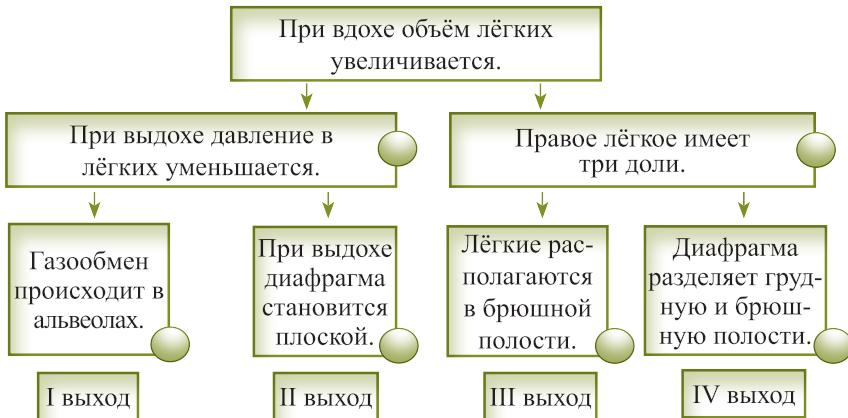 При вдохе объём лёгких
увеличивается.
При выдохе давление в
лёгких уменьшается.
Правое лёгкое имеет
три доли.
Газообмен
происходит в
альвеолах.
При выдохе
диафрагма
становится
плоской.
Лёгкие рас-
полагаются
в брюшной
полости.
Диафрагма
разделяет груд-
ную и брюш-
ную полости.
I выход
II выход
III выход
IV выход